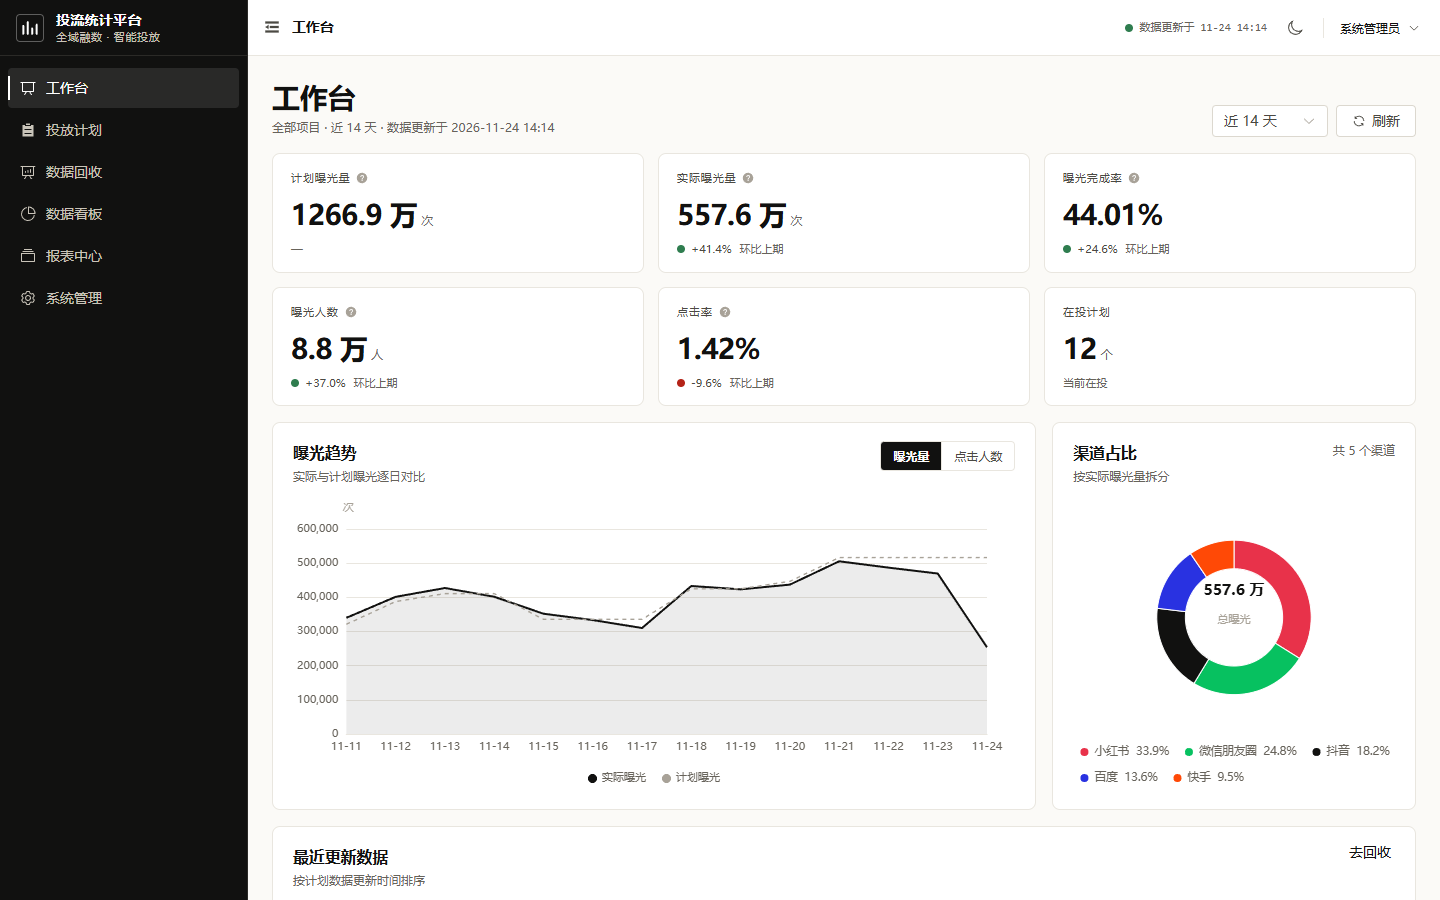 投流统计平台
全域融数 · 智能投放
工作台
投放计划
数据回收
数据看板
报表中心
系统管理
工作台
数据更新于 11-24 14:14
系统管理员
工作台
全部项目 · 近 14 天 · 数据更新于 2026-11-24 14:14
近 14 天
刷新
计划曝光量
1266.9 万 次
—
实际曝光量
557.6 万 次
+41.4% 环比上期
曝光完成率
44.01%
+24.6% 环比上期
曝光人数
8.8 万 人
+37.0% 环比上期
点击率
1.42%
-9.6% 环比上期
在投计划
12 个
当前在投
曝光趋势
实际与计划曝光逐日对比
曝光量 点击人数
次
600,000
500,000
400,000
300,000
200,000
100,000
0
11-11 11-12 11-13 11-14 11-15 11-16 11-17 11-18 11-19 11-20 11-21 11-22 11-23 11-24
实际曝光 计划曝光
渠道占比
共 5 个渠道
按实际曝光量拆分
557.6 万
总曝光
小红书 33.9% 微信朋友圈 24.8% 抖音 18.2%
百度 13.6% 快手 9.5%
最近更新数据
去回收
按计划数据更新时间排序